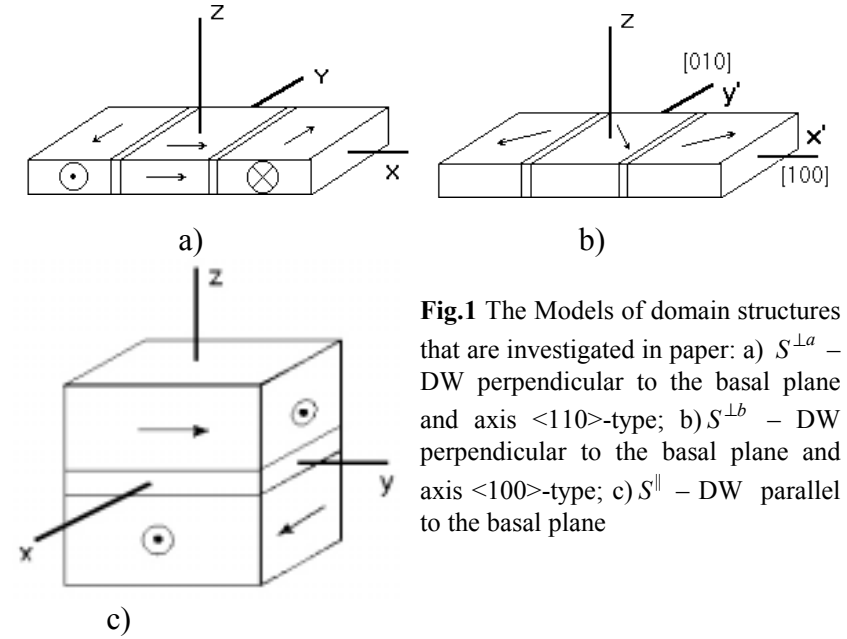 Z
Y
X
a)
Z
[010]
y'
x'
[100]
b)
z
y
x
c)
Fig.1 The Models of domain structures
that are investigated in paper: a) S^{⊥a} –
DW perpendicular to the basal plane
and axis <110>-type; b) S^{⊥b} – DW
perpendicular to the basal plane and
axis <100>-type; c) S^{||} – DW parallel
to the basal plane